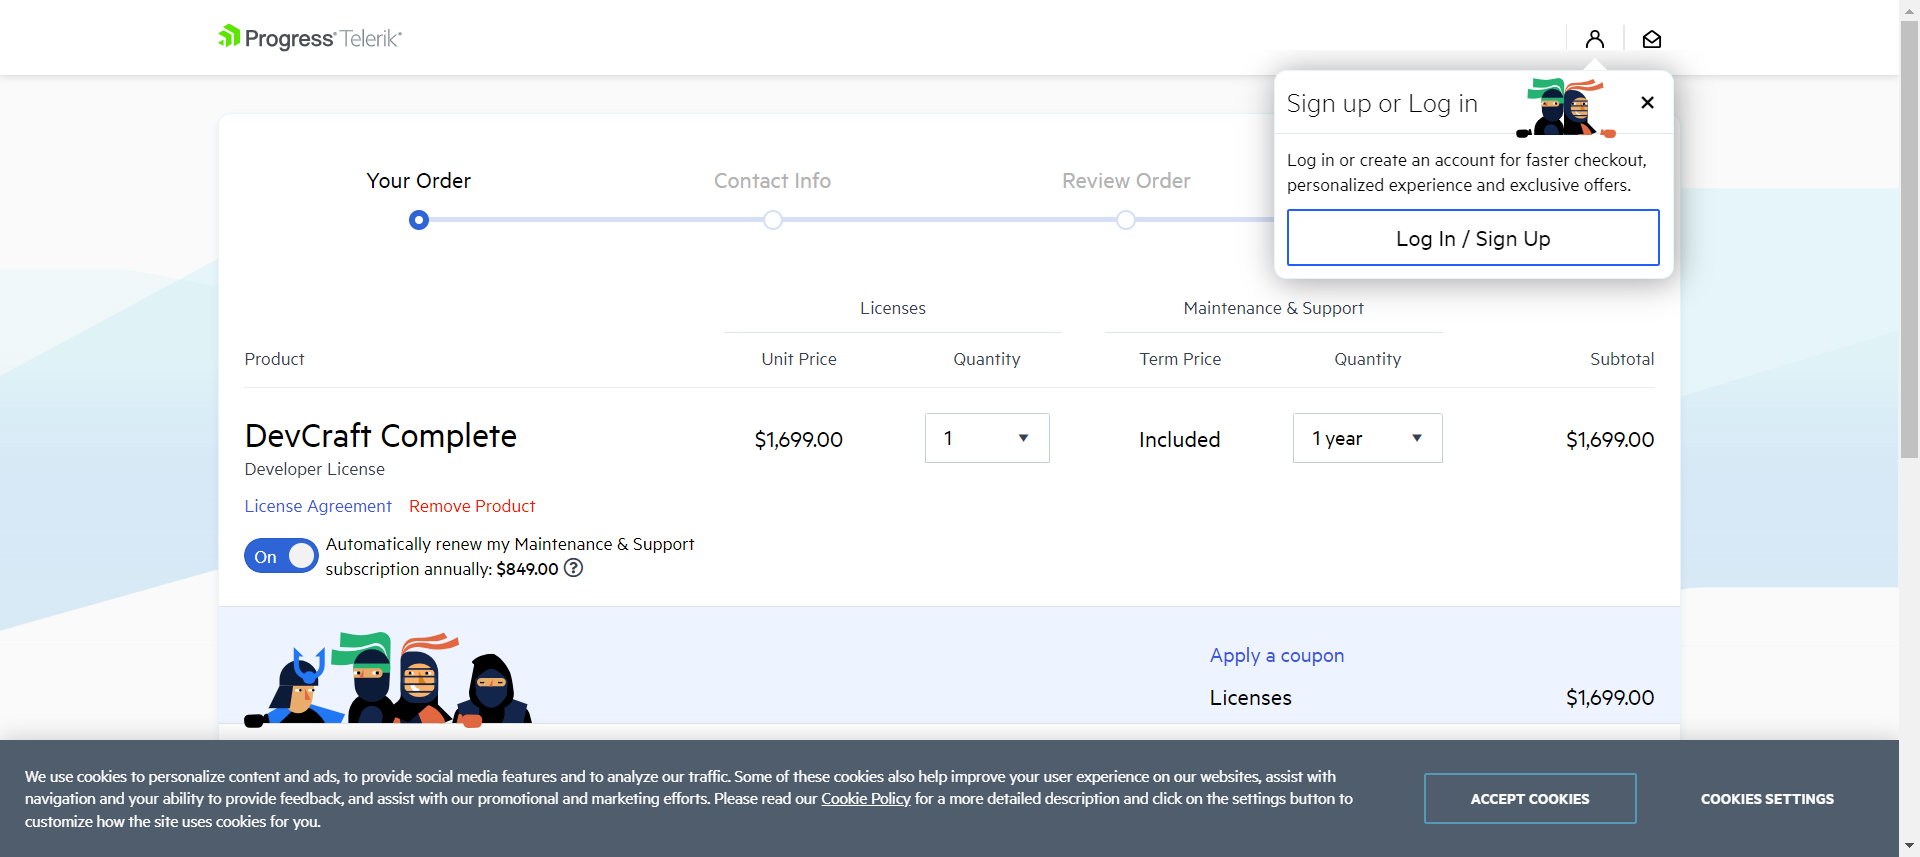 Progress Telerik
Sign up or Log in
Log in or create an account for faster checkout,
personalized experience and exclusive offers.
Log In / Sign Up
Your Order
Contact Info
Review Order
Licenses
Maintenance & Support
Product
Unit Price
Quantity
Term Price
Quantity
Subtotal
DevCraft Complete
$1,699.00
1
Included
1 year
$1,699.00
Developer License
License Agreement
Remove Product
On
Automatically renew my Maintenance & Support
subscription annually: $849.00 ?
Apply a coupon
Licenses
$1,699.00
We use cookies to personalize content and ads, to provide social media features and to analyze our traffic. Some of these cookies also help improve your user experience on our websites, assist with
navigation and your ability to provide feedback, and assist with our promotional and marketing efforts. Please read our Cookie Policy for a more detailed description and click on the settings button to
customize how the site uses cookies for you.
ACCEPT COOKIES
COOKIES SETTINGS